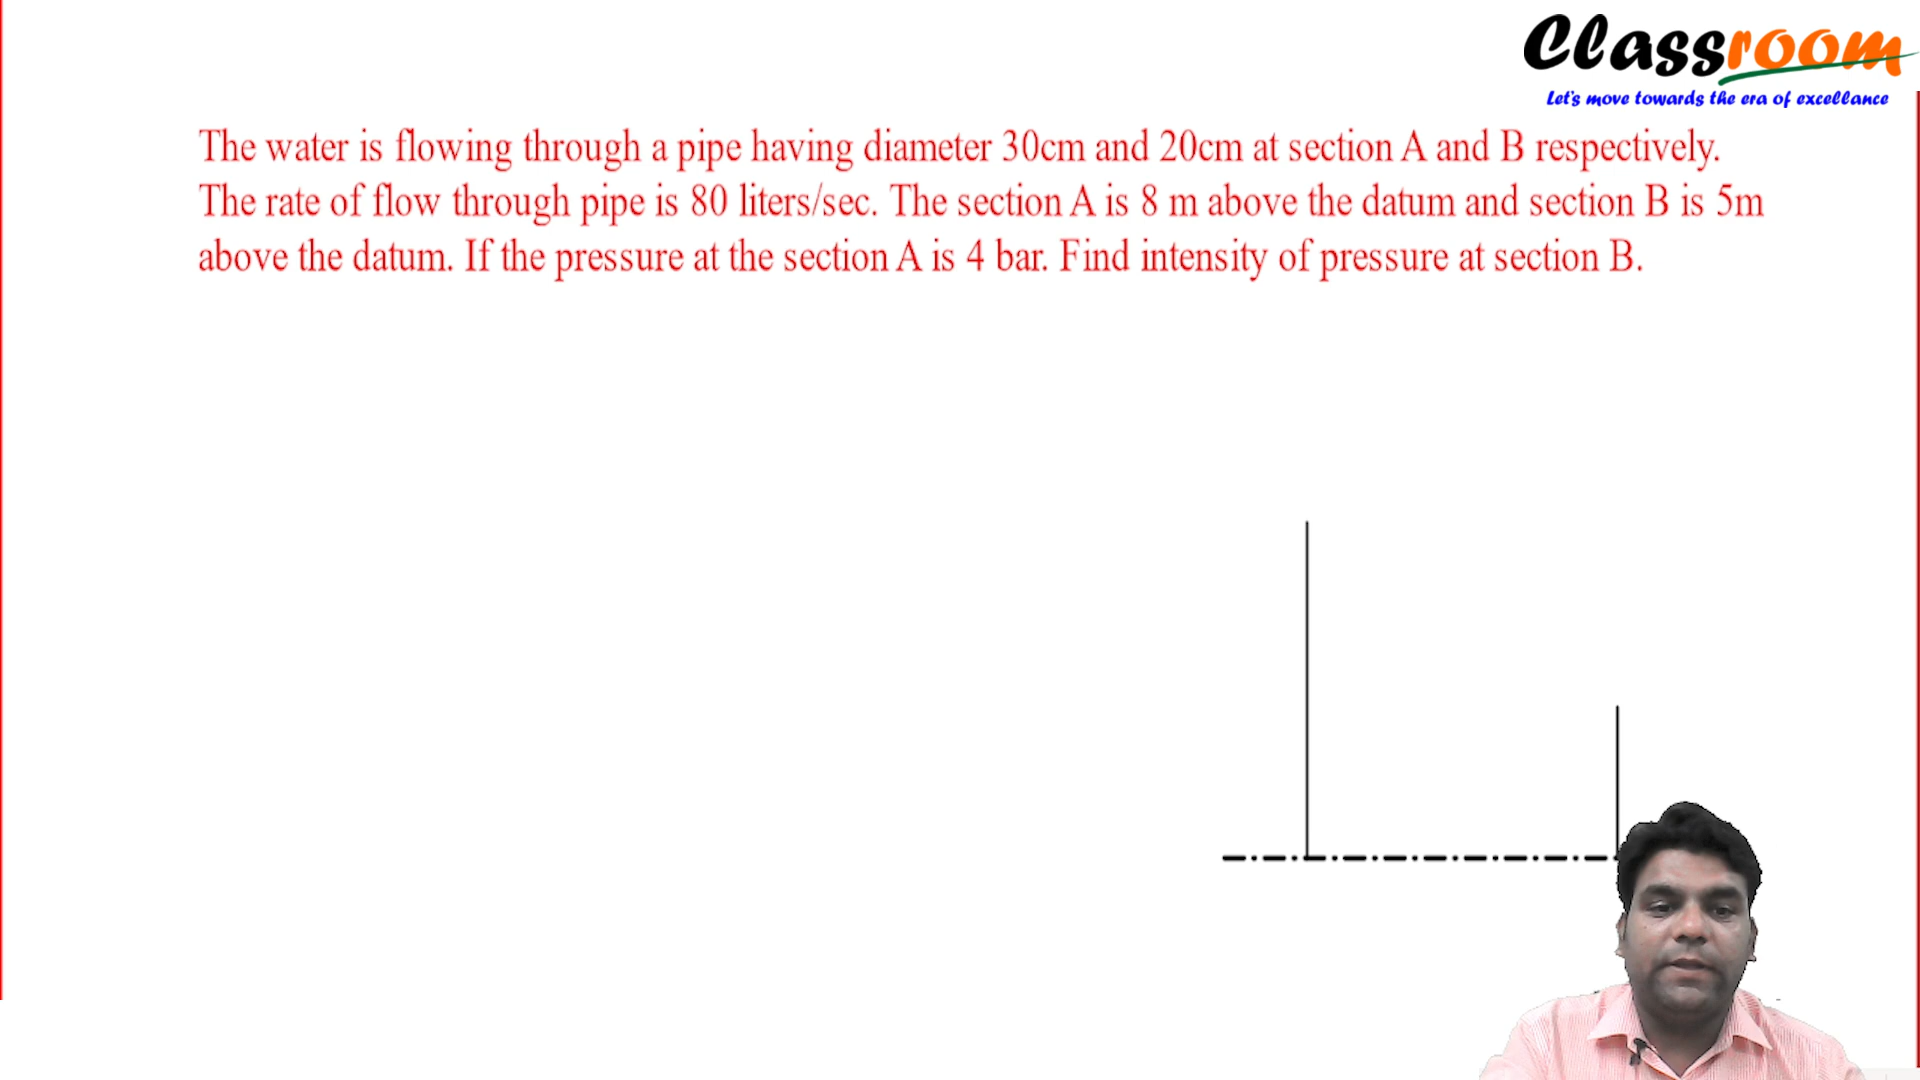 Classroom
Let's move towards the era of excellance
The water is flowing through a pipe having diameter 30cm and 20cm at section A and B respectively.
The rate of flow through pipe is 80 liters/sec. The section A is 8 m above the datum and section B is 5m
above the datum. If the pressure at the section A is 4 bar. Find intensity of pressure at section B.